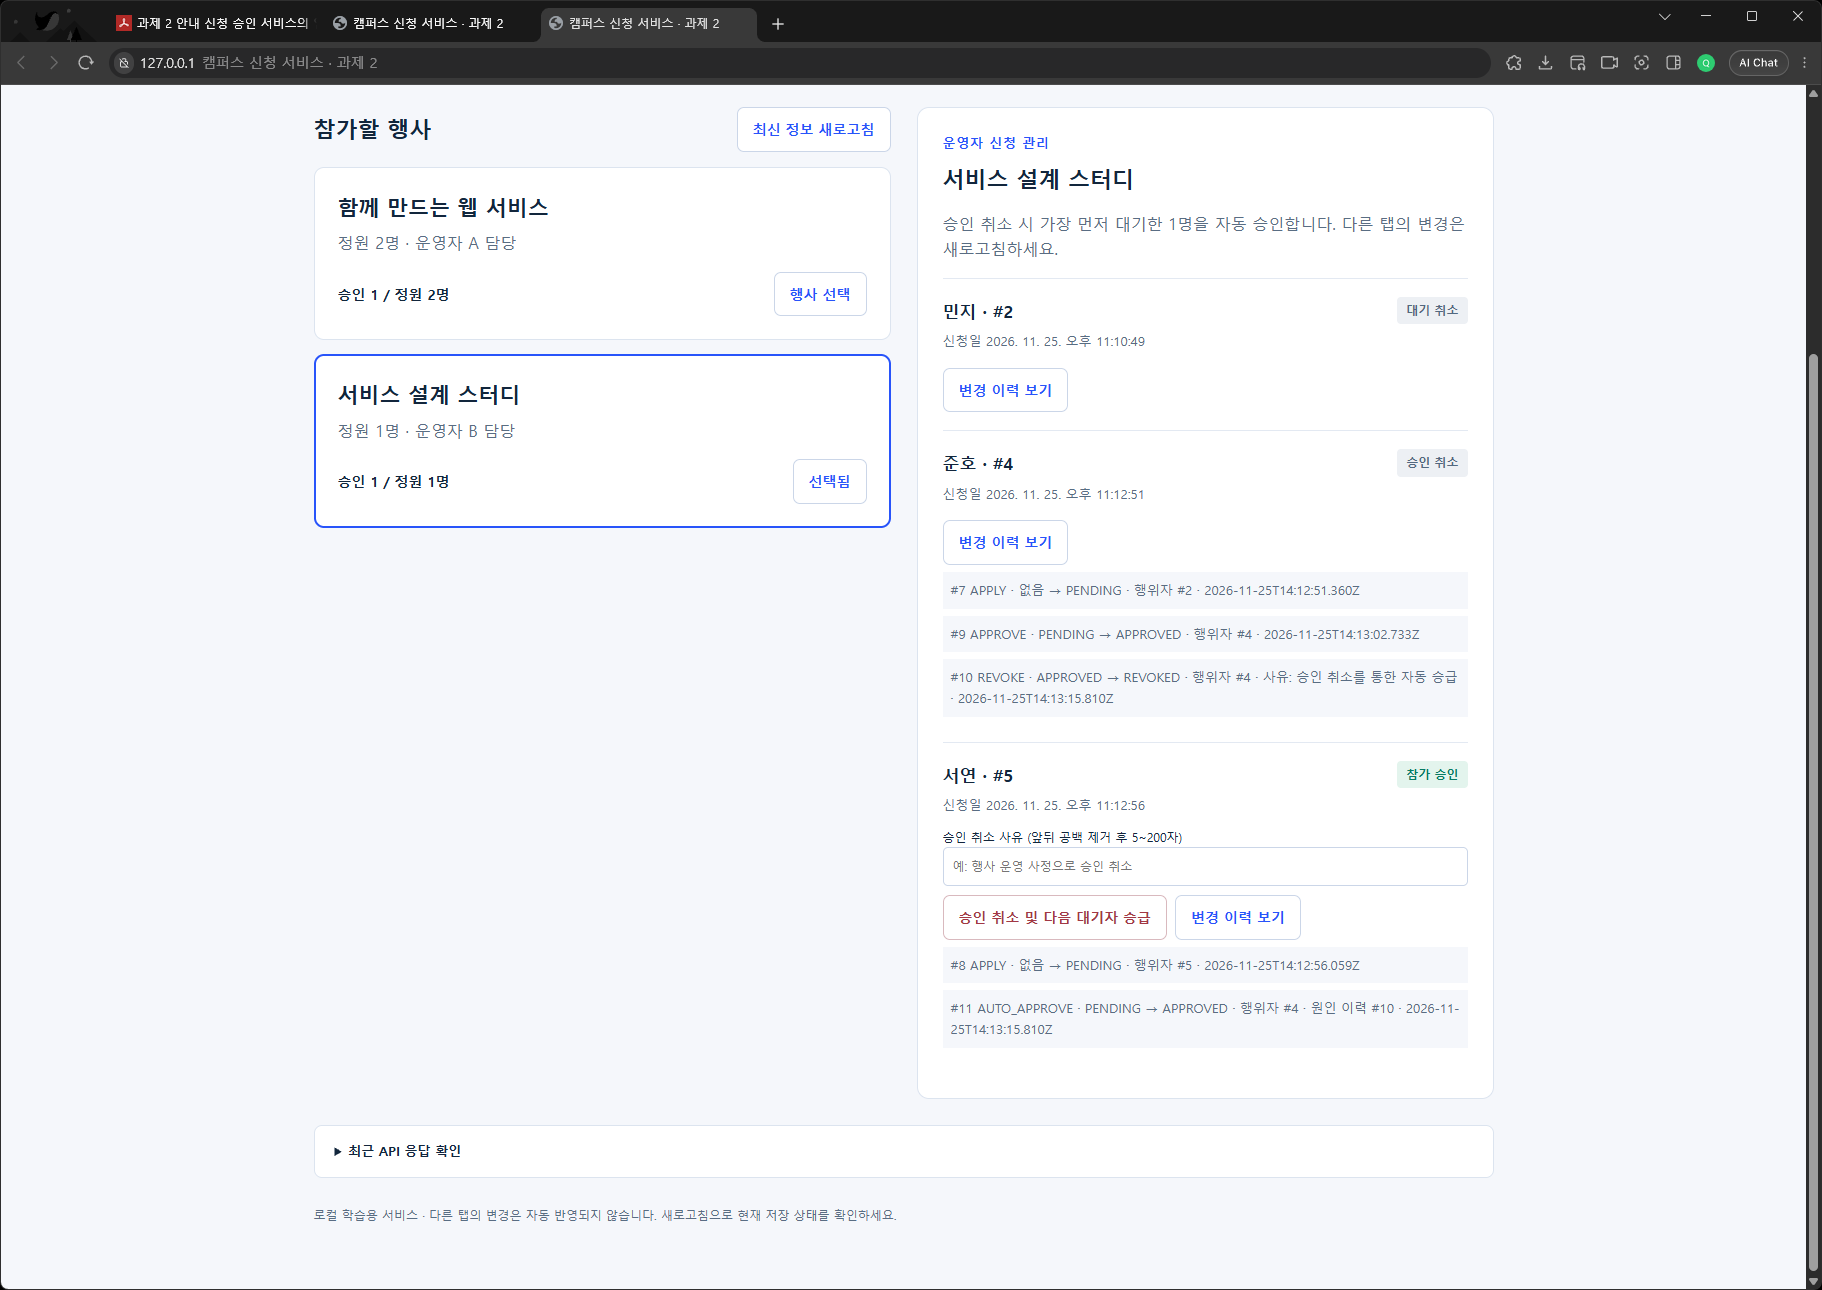 과제 2 안내 신청 승인 서비스의
캠퍼스 신청 서비스 · 과제 2
캠퍼스 신청 서비스 · 과제 2
127.0.0.1 캠퍼스 신청 서비스 · 과제 2
Q
AI Chat
참가할 행사
최신 정보 새로고침
함께 만드는 웹 서비스
정원 2명 · 운영자 A 담당
승인 1 / 정원 2명
행사 선택
서비스 설계 스터디
정원 1명 · 운영자 B 담당
승인 1 / 정원 1명
선택됨
운영자 신청 관리
서비스 설계 스터디
승인 취소 시 가장 먼저 대기한 1명을 자동 승인합니다. 다른 탭의 변경은
새로고침하세요.
민지 · #2
대기 취소
신청일 2026. 11. 25. 오후 11:10:49
변경 이력 보기
준호 · #4
승인 취소
신청일 2026. 11. 25. 오후 11:12:51
변경 이력 보기
#7 APPLY · 없음 → PENDING · 행위자 #2 · 2026-11-25T14:12:51.360Z
#9 APPROVE · PENDING → APPROVED · 행위자 #4 · 2026-11-25T14:13:02.733Z
#10 REVOKE · APPROVED → REVOKED · 행위자 #4 · 사유: 승인 취소를 통한 자동 승급
· 2026-11-25T14:13:15.810Z
서연 · #5
참가 승인
신청일 2026. 11. 25. 오후 11:12:56
승인 취소 사유 (앞뒤 공백 제거 후 5~200자)
예: 행사 운영 사정으로 승인 취소
승인 취소 및 다음 대기자 승급
변경 이력 보기
#8 APPLY · 없음 → PENDING · 행위자 #5 · 2026-11-25T14:12:56.059Z
#11 AUTO_APPROVE · PENDING → APPROVED · 행위자 #4 · 원인 이력 #10 · 2026-11-
25T14:13:15.810Z
▶ 최근 API 응답 확인
로컬 학습용 서비스 · 다른 탭의 변경은 자동 반영되지 않습니다. 새로고침으로 현재 저장 상태를 확인하세요.